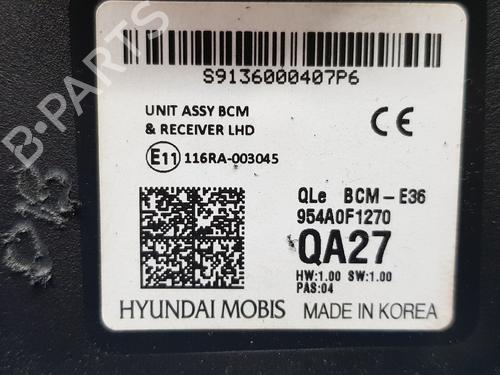 S9136000407P6
UNIT ASSY BCM
& RECEIVER LHD
CE
E11 116RA-003045
QLe BCM-E36
954A0F1270
QA27
HW:1.00 SW:1.00
PAS:04
HYUNDAI MOBIS MADE IN KOREA
B-PARTS